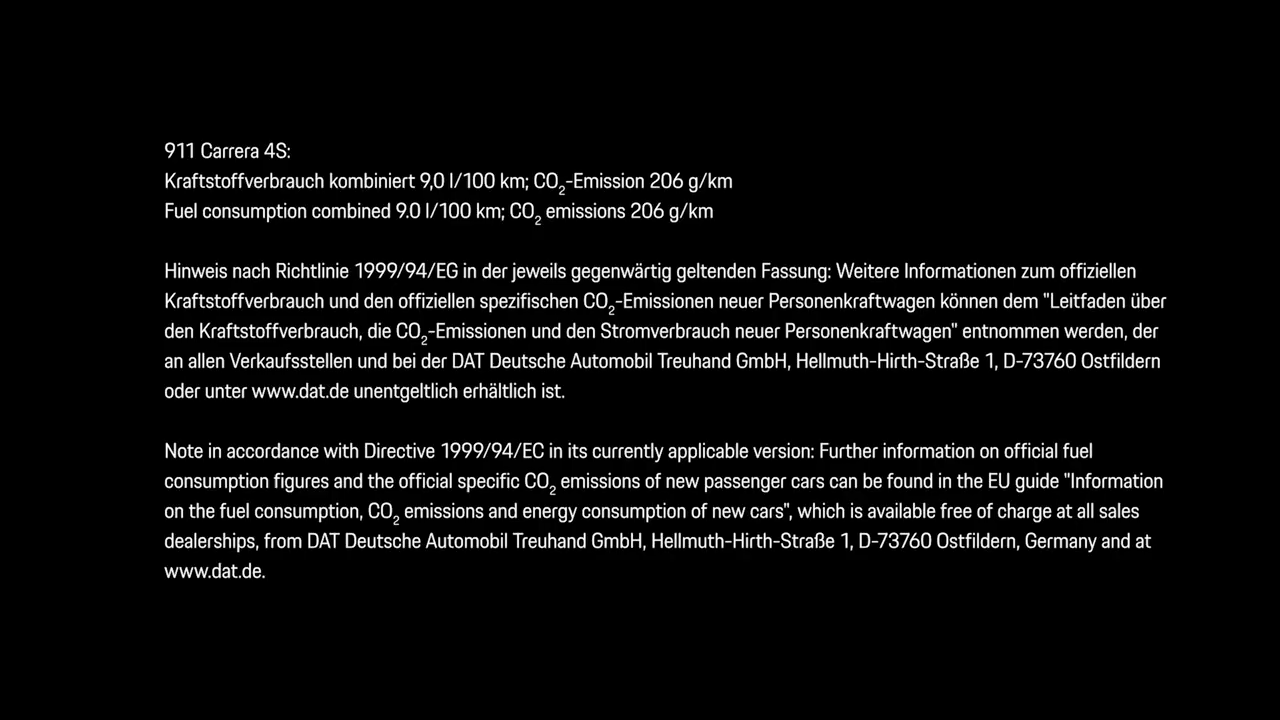 911 Carrera 4S:
Kraftstoffverbrauch kombiniert 9,0 l/100 km; CO₂-Emission 206 g/km
Fuel consumption combined 9.0 l/100 km; CO₂ emissions 206 g/km
Hinweis nach Richtlinie 1999/94/EG in der jeweils gegenwärtig geltenden Fassung: Weitere Informationen zum offiziellen
Kraftstoffverbrauch und den offiziellen spezifischen CO₂-Emissionen neuer Personenkraftwagen können dem "Leitfaden über
den Kraftstoffverbrauch, die CO₂-Emissionen und den Stromverbrauch neuer Personenkraftwagen" entnommen werden, der
an allen Verkaufsstellen und bei der DAT Deutsche Automobil Treuhand GmbH, Hellmuth-Hirth-Straße 1, D-73760 Ostfildern
oder unter www.dat.de unentgeltlich erhältlich ist.
Note in accordance with Directive 1999/94/EC in its currently applicable version: Further information on official fuel
consumption figures and the official specific CO₂ emissions of new passenger cars can be found in the EU guide "Information
on the fuel consumption, CO₂ emissions and energy consumption of new cars", which is available free of charge at all sales
dealerships, from DAT Deutsche Automobil Treuhand GmbH, Hellmuth-Hirth-Straße 1, D-73760 Ostfildern, Germany and at
www.dat.de.